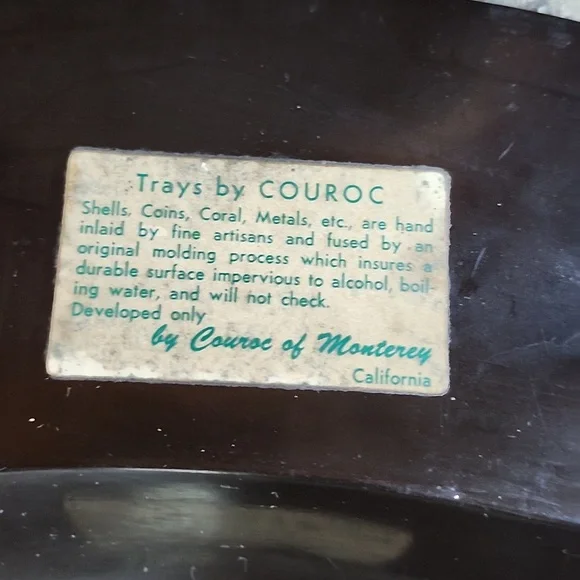 Trays by COUROC
Shells, Coins, Coral, Metals, etc., are hand
inlaid by fine artisans and fused by an
original molding process which insures a
durable surface impervious to alcohol, boil-
ing water, and will not check.
Developed only
by Couroc of Monterey
California